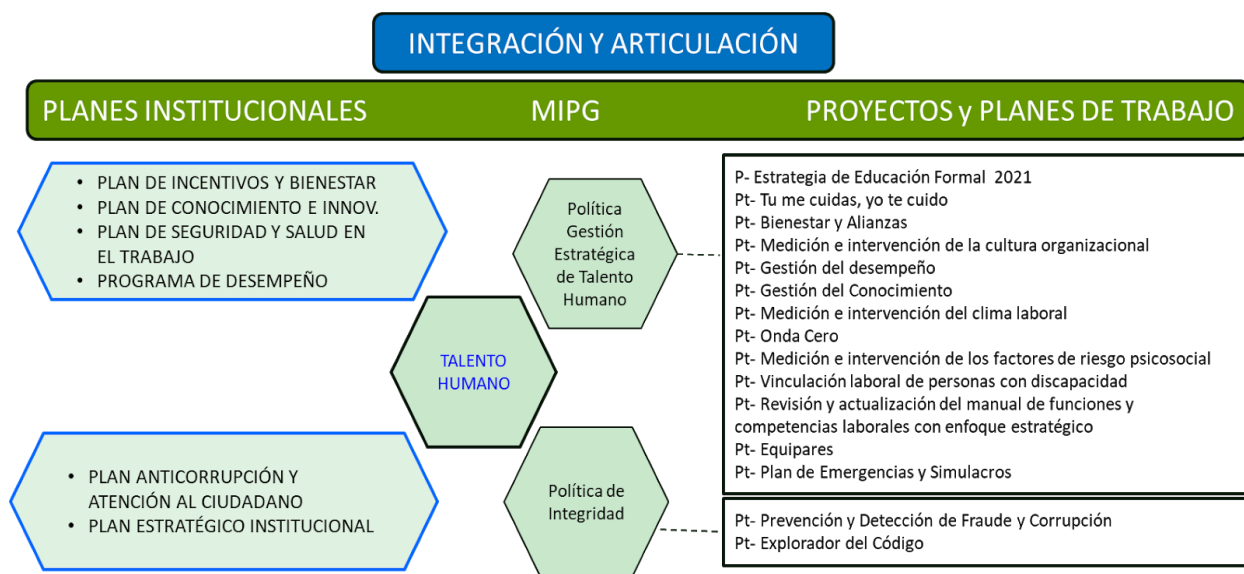 INTEGRACIÓN Y ARTICULACIÓN
PLANES INSTITUCIONALES
MIPG
PROYECTOS y PLANES DE TRABAJO
• PLAN DE INCENTIVOS Y BIENESTAR
• PLAN DE CONOCIMIENTO E INNOV.
• PLAN DE SEGURIDAD Y SALUD EN
EL TRABAJO
• PROGRAMA DE DESEMPEÑO
• PLAN ANTICORRUPCIÓN Y
ATENCIÓN AL CIUDADANO
• PLAN ESTRATÉGICO INSTITUCIONAL
TALENTO
HUMANO
Política
Gestión
Estratégica
de Talento
Humano
Política de
Integridad
P- Estrategia de Educación Formal 2021
Pt- Tu me cuidas, yo te cuido
Pt- Bienestar y Alianzas
Pt- Medición e intervención de la cultura organizacional
Pt- Gestión del desempeño
Pt- Gestión del Conocimiento
Pt- Medición e intervención del clima laboral
Pt- Onda Cero
Pt- Medición e intervención de los factores de riesgo psicosocial
Pt- Vinculación laboral de personas con discapacidad
Pt- Revisión y actualización del manual de funciones y
competencias laborales con enfoque estratégico
Pt- Equipares
Pt- Plan de Emergencias y Simulacros
Pt- Prevención y Detección de Fraude y Corrupción
Pt- Explorador del Código